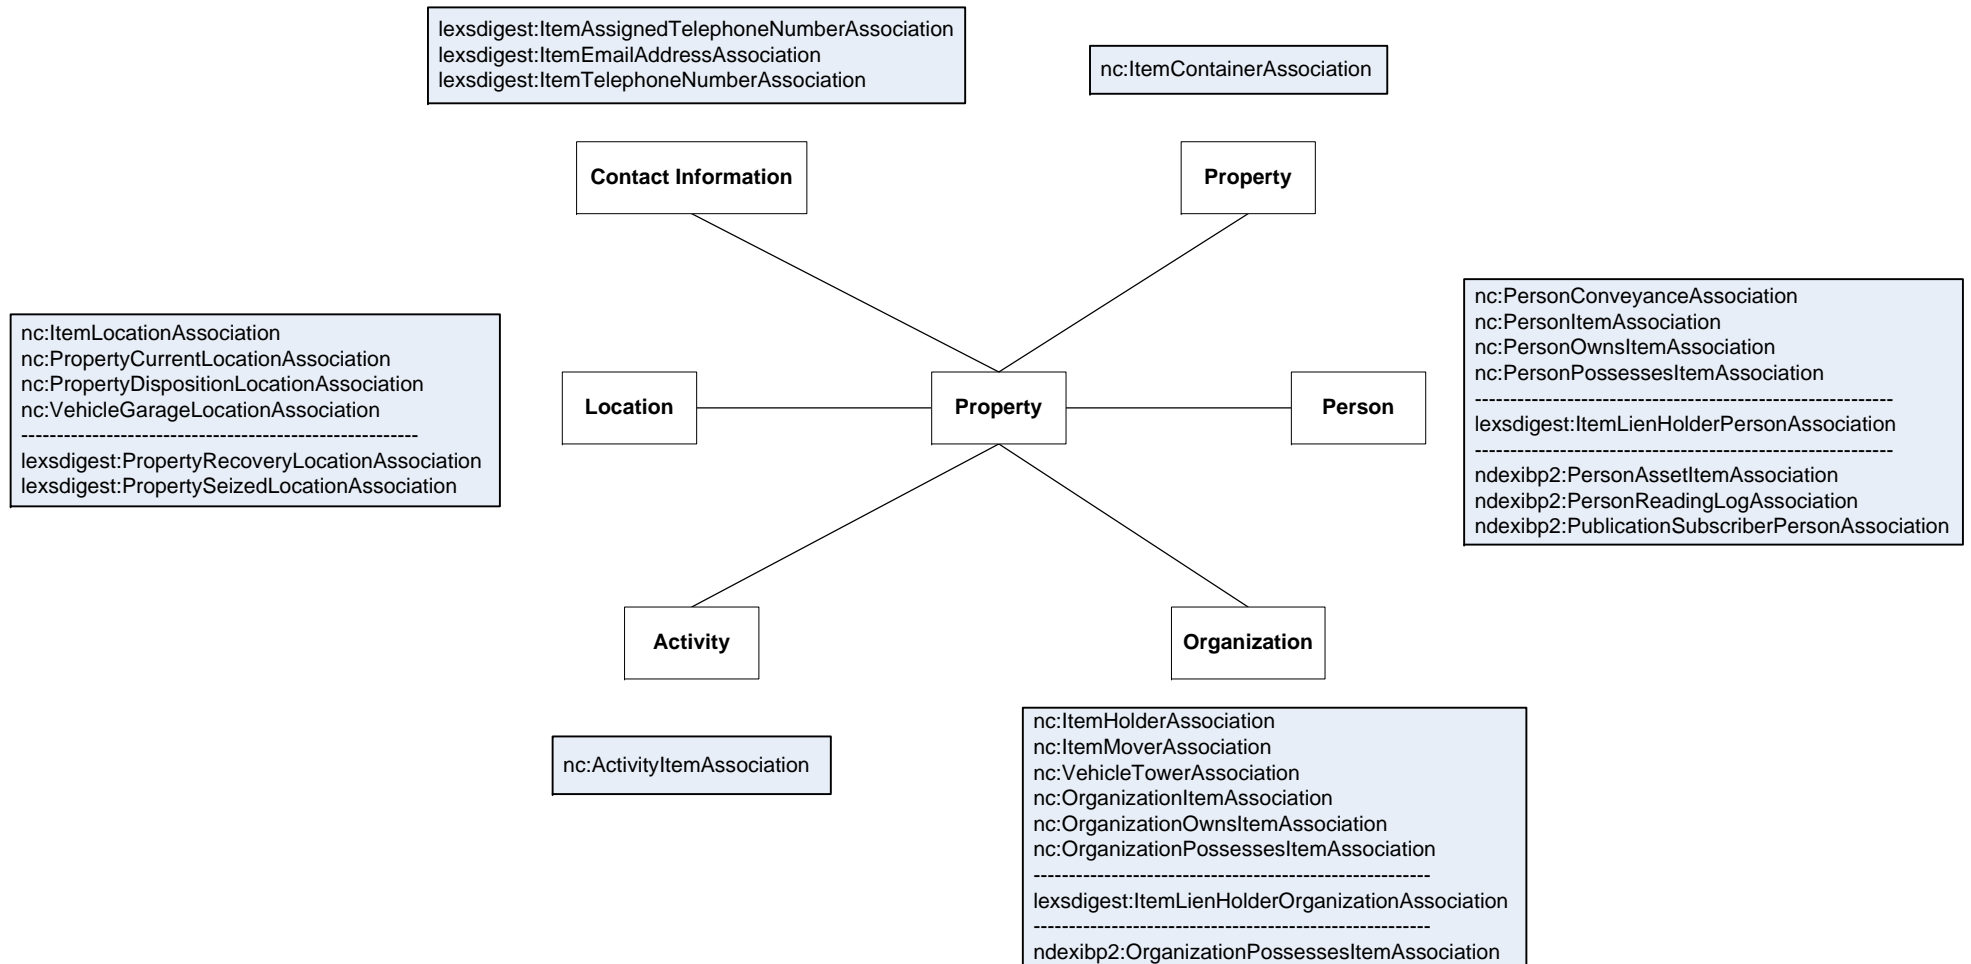 lexsdigest:ItemAssignedTelephoneNumberAssociation
lexsdigest:ItemEmailAddressAssociation
lexsdigest:ItemTelephoneNumberAssociation
nc:ItemContainerAssociation
Contact Information
Property
nc:ItemLocationAssociation
nc:PropertyCurrentLocationAssociation
nc:PropertyDispositionLocationAssociation
nc:VehicleGarageLocationAssociation
--------------------------------------------------------
lexsdigest:PropertyRecoveryLocationAssociation
lexsdigest:PropertySeizedLocationAssociation
Location
Property
Person
nc:PersonConveyanceAssociation
nc:PersonItemAssociation
nc:PersonOwnsItemAssociation
nc:PersonPossessesItemAssociation
-----------------------------------------------------------
lexsdigest:ItemLienHolderPersonAssociation
-----------------------------------------------------------
ndexibp2:PersonAssetItemAssociation
ndexibp2:PersonReadingLogAssociation
ndexibp2:PublicationSubscriberPersonAssociation
Activity
Organization
nc:ActivityItemAssociation
nc:ItemHolderAssociation
nc:ItemMoverAssociation
nc:VehicleTowerAssociation
nc:OrganizationItemAssociation
nc:OrganizationOwnsItemAssociation
nc:OrganizationPossessesItemAssociation
--------------------------------------------------------
lexsdigest:ItemLienHolderOrganizationAssociation
--------------------------------------------------------
ndexibp2:OrganizationPossessesItemAssociation